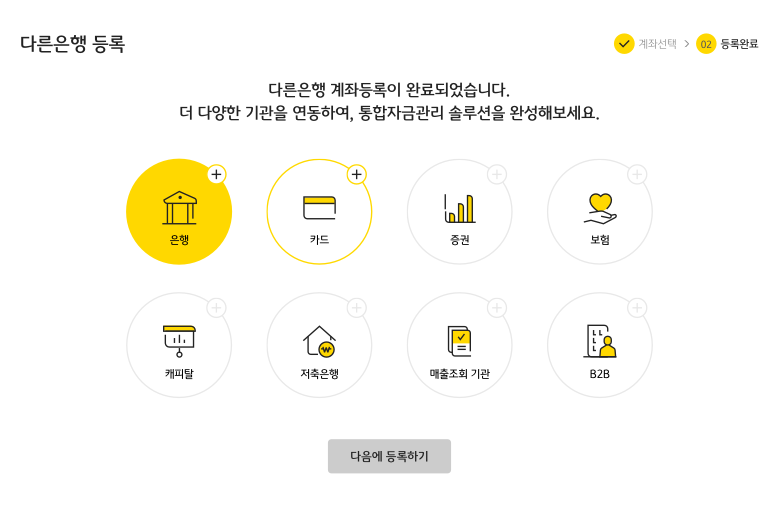 다른은행 등록
계좌선택 > 02 등록완료
다른은행 계좌등록이 완료되었습니다.
더 다양한 기관을 연동하여, 통합자금관리 솔루션을 완성해보세요.
은행
카드
증권
보험
캐피탈
저축은행
매출조회 기관
B2B
다음에 등록하기